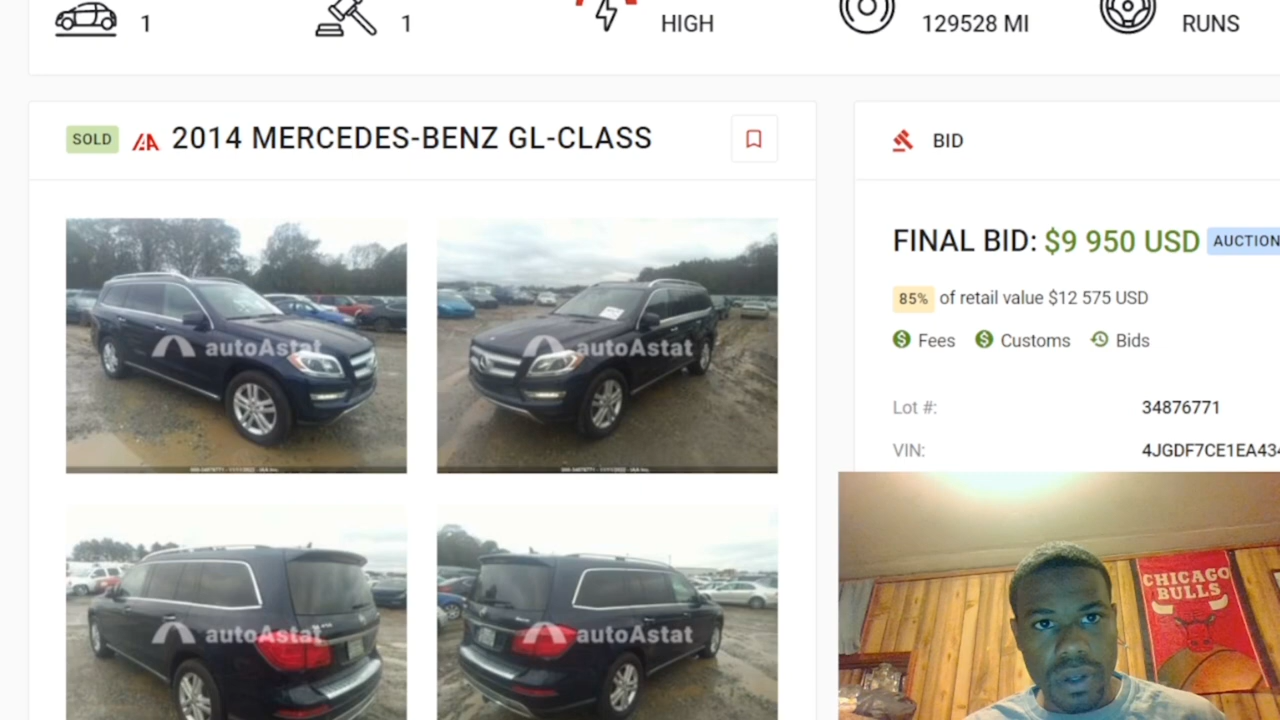 1
1
HIGH
129528 MI
RUNS
SOLD
IAA
2014 MERCEDES-BENZ GL-CLASS
BID
FINAL BID: $9 950 USD
AUCTION
85% of retail value $12 575 USD
Fees
Customs
Bids
Lot #:
34876771
VIN:
4JGDF7CE1EA434
autoAstat
autoAstat
autoAstat
autoAstat
CHICAGO
BULLS